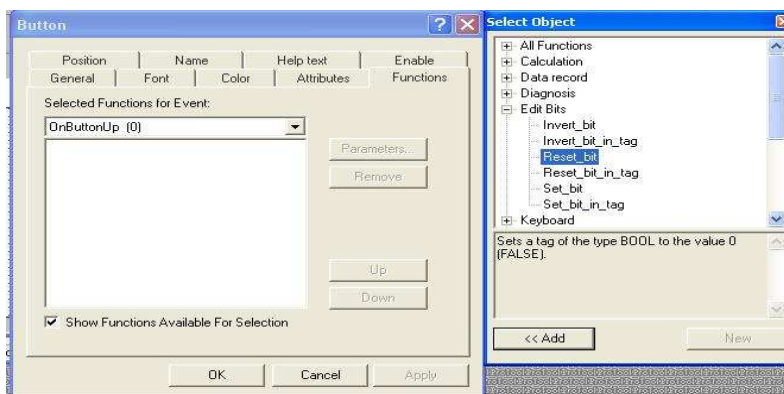 Button
Position Name Help text Enable
General Font Color Attributes Functions
Selected Functions for Event:
OnButtonUp (0)
Parameters...
Remove
Up
Down
Show Functions Available For Selection
OK Cancel Apply
Select Object
All Functions
Calculation
Data record
Diagnosis
Edit Bits
Invert_bit
Invert_bit_in_tag
Reset_bit
Reset_bit_in_tag
Set_bit
Set_bit_in_tag
Keyboard
Sets a tag of the type BOOL to the value 0
(FALSE).
<< Add New